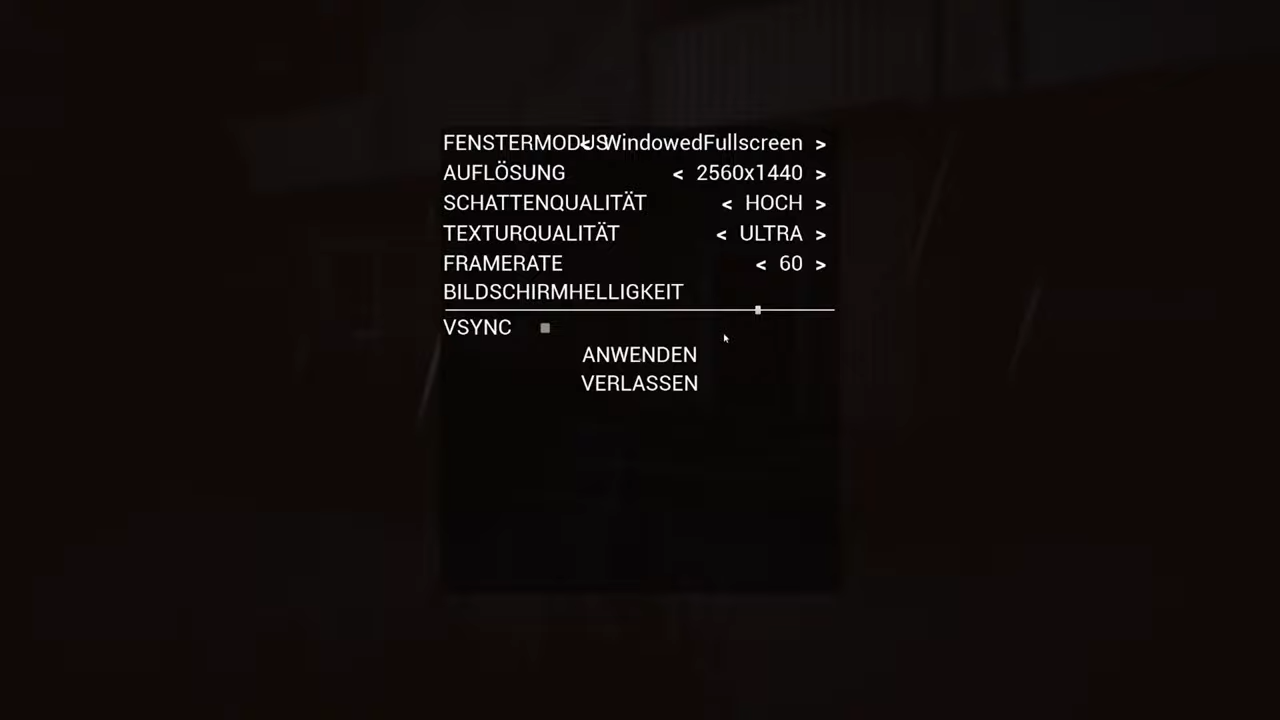 FENSTERMODUS < WindowedFullscreen >
AUFLÖSUNG < 2560x1440 >
SCHATTENQUALITÄT < HOCH >
TEXTURQUALITÄT < ULTRA >
FRAMERATE < 60 >
BILDSCHIRMHELLIGKEIT
VSYNC
ANWENDEN
VERLASSEN